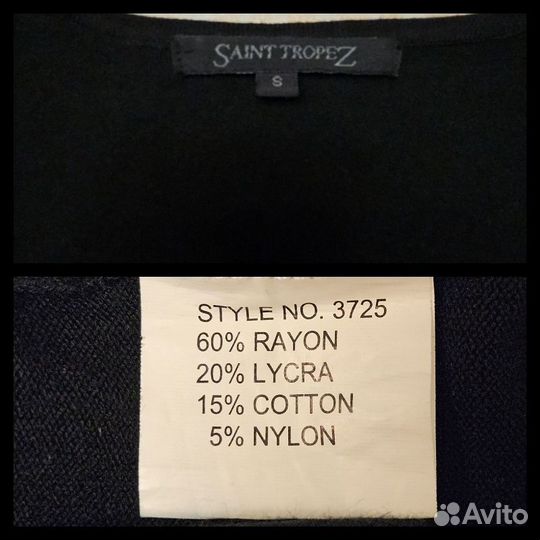 SAINT TROPEZ
S
STYLE NO. 3725
60% RAYON
20% LYCRA
15% COTTON
5% NYLON
Avito